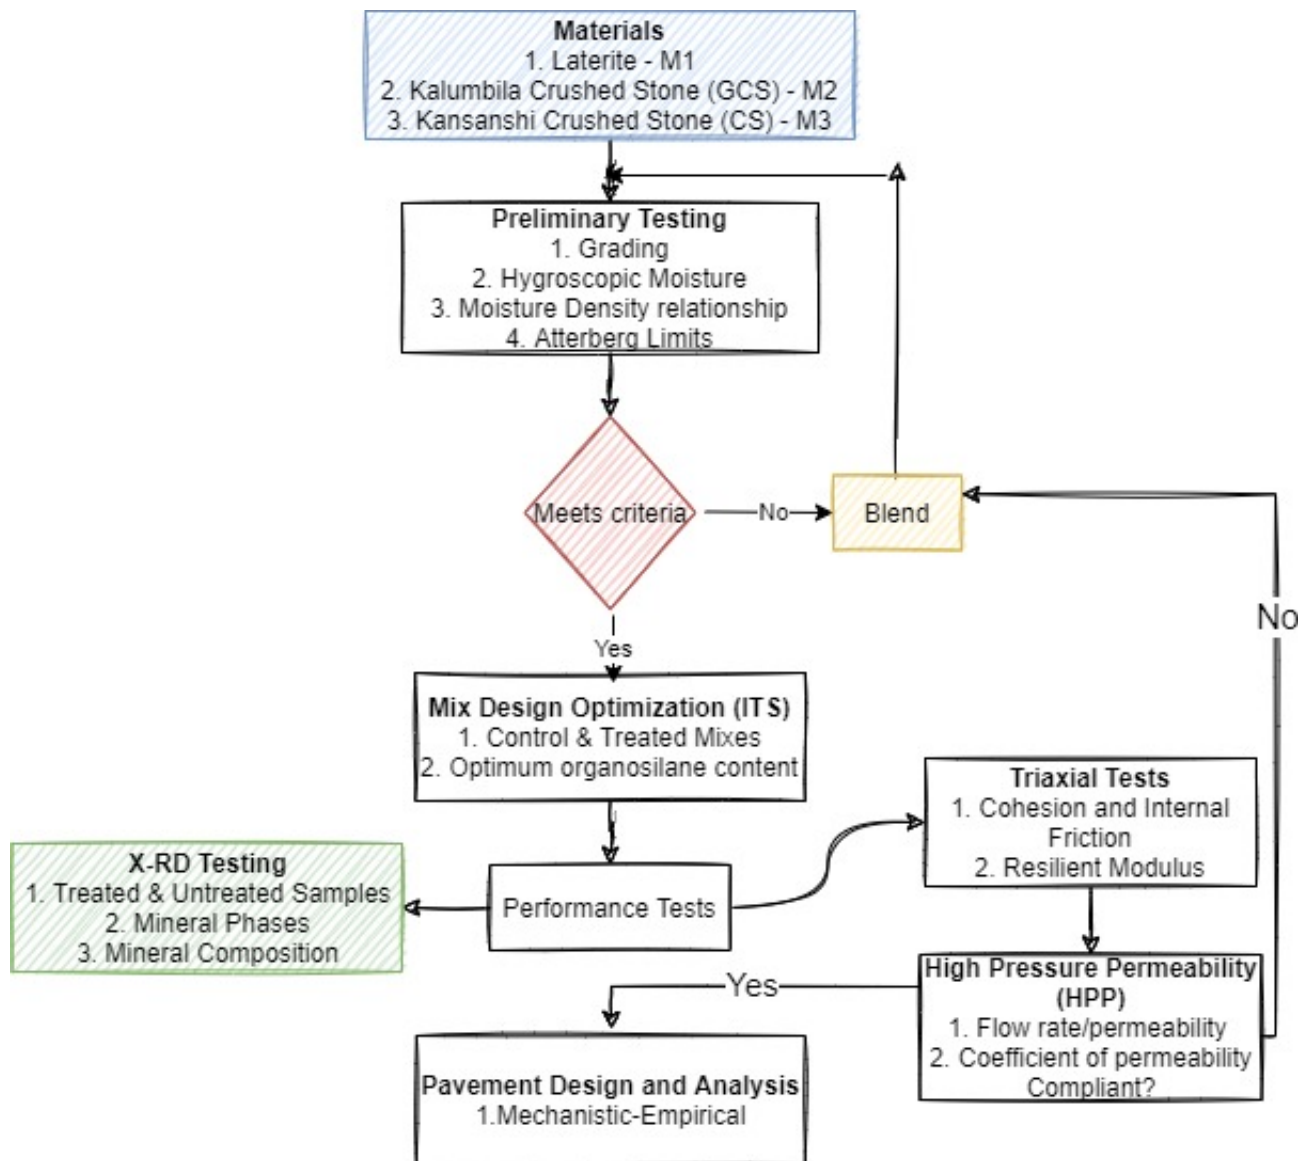 Materials
1. Laterite - M1
2. Kalumbila Crushed Stone (GCS) - M2
3. Kansanshi Crushed Stone (CS) - M3
Preliminary Testing
1. Grading
2. Hygroscopic Moisture
3. Moisture Density relationship
4. Atterberg Limits
Meets criteria
No
Blend
No
Yes
Mix Design Optimization (ITS)
1. Control & Treated Mixes
2. Optimum organosilane content
Triaxial Tests
1. Cohesion and Internal
Friction
2. Resilient Modulus
X-RD Testing
1. Treated & Untreated Samples
2. Mineral Phases
3. Mineral Composition
Performance Tests
High Pressure Permeability
(HPP)
1. Flow rate/permeability
2. Coefficient of permeability
Compliant?
Yes
Pavement Design and Analysis
1.Mechanistic-Empirical